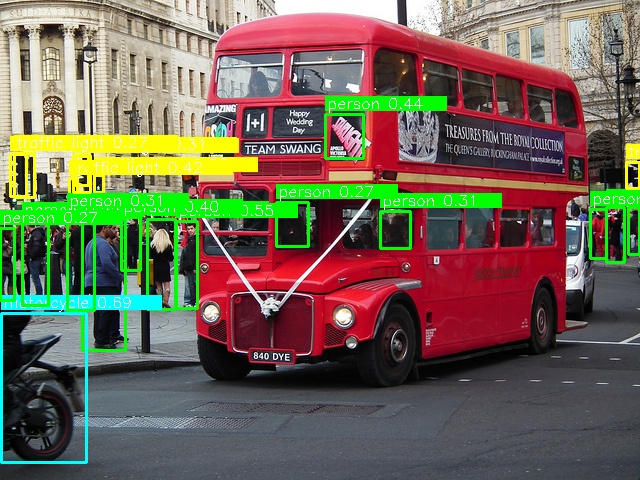 person 0.44
AMAZING
1+1
Happy
Wedding
Day
TEAM SWANG
TREASURES FROM THE ROYAL COLLECTION
THE QUEEN'S GALLERY, BUCKINGHAM PALACE
traffic light 0.27
0.31
traffic light 0.42
person 0.31
person 0.27
person 0.31
person 0.40
0.55
person 0.27
person
motorcycle 0.69
840 DYE